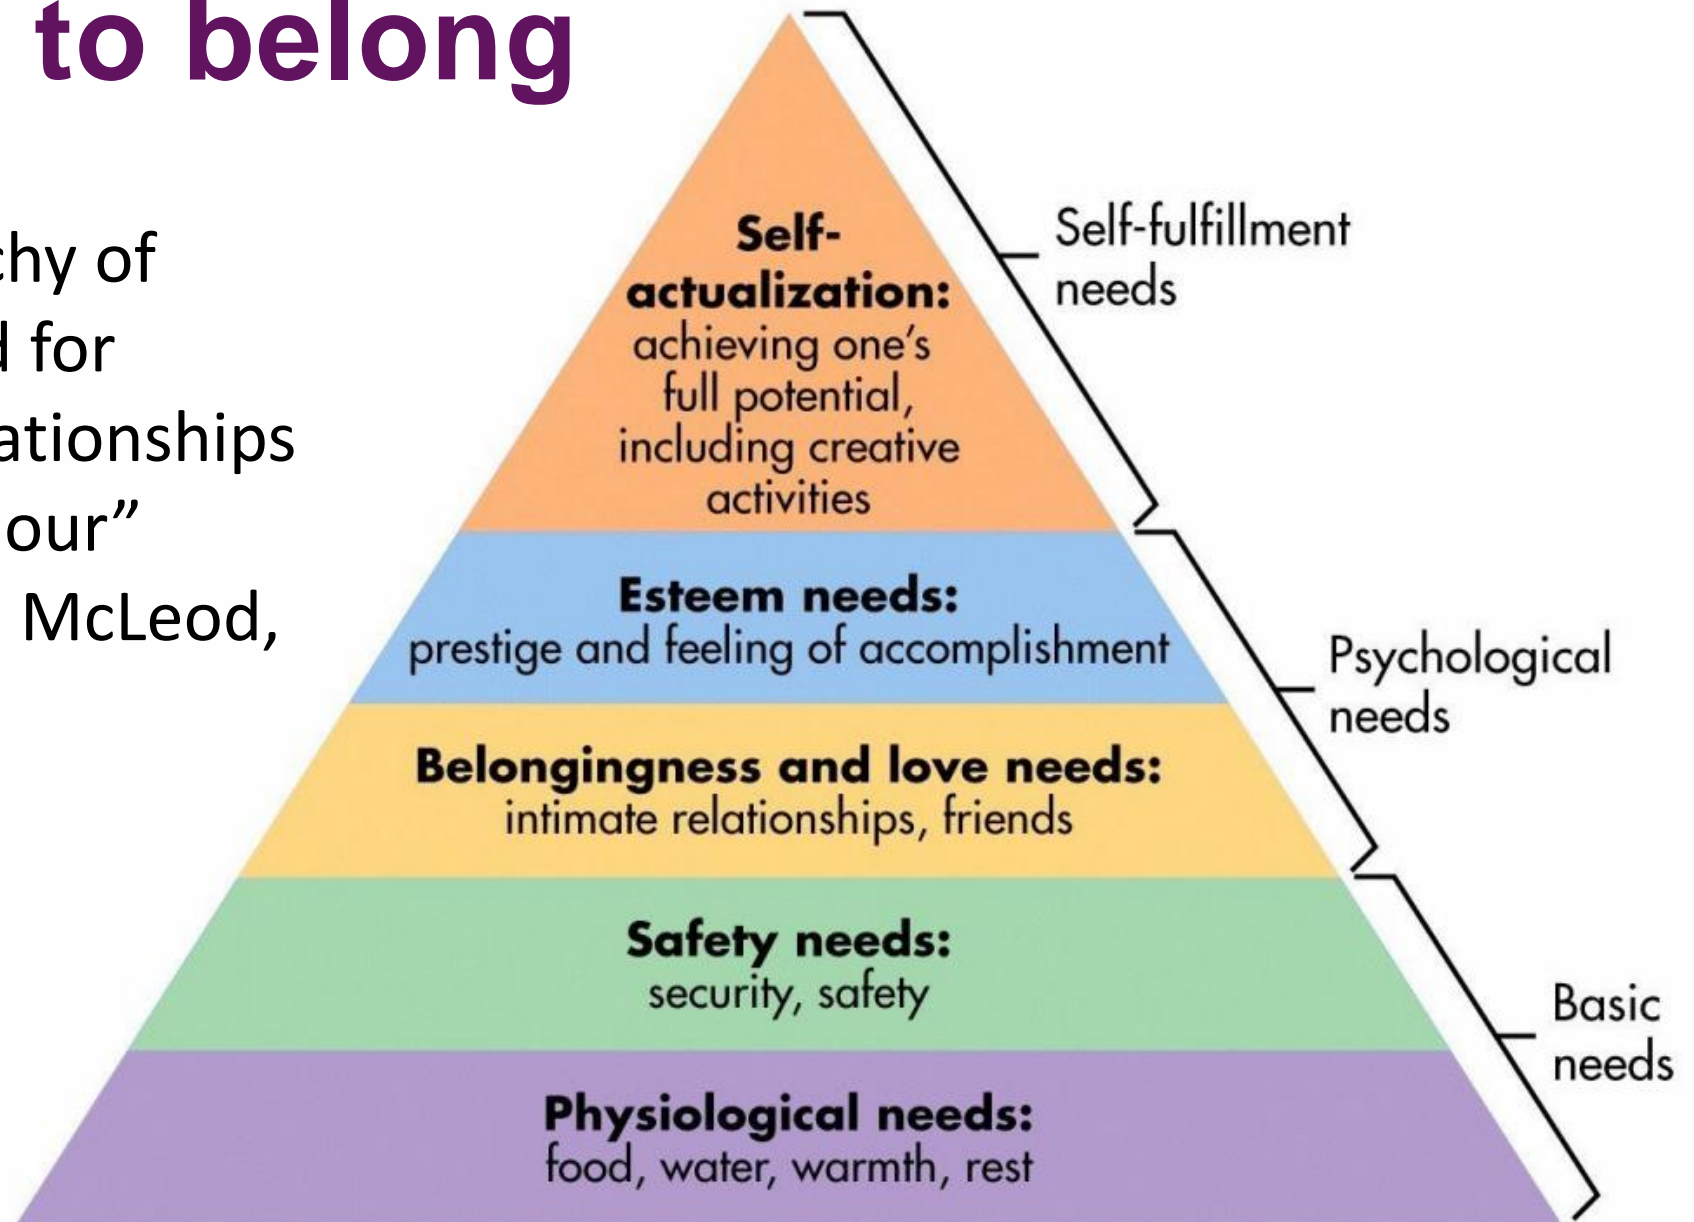 to belong
chy of
d for
ationships
our”
McLeod,
Self-
actualization:
achieving one’s
full potential,
including creative
activities
Esteem needs:
prestige and feeling of accomplishment
Belongingness and love needs:
intimate relationships, friends
Safety needs:
security, safety
Physiological needs:
food, water, warmth, rest
Self-fulfillment
needs
Psychological
needs
Basic
needs